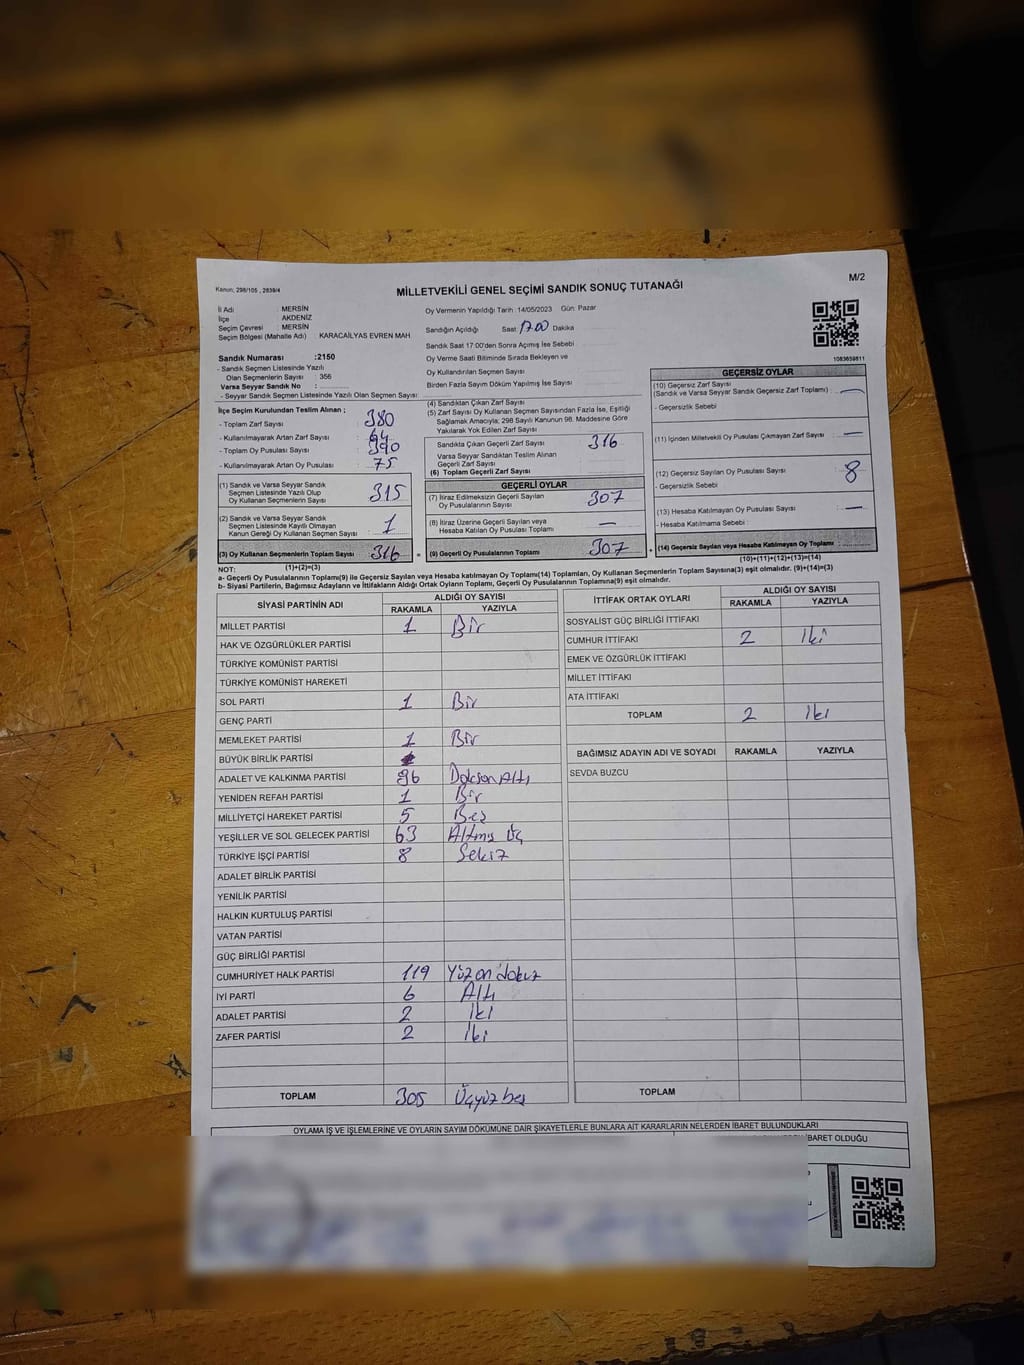 Kanun, 298/105 , 2839/4
M/2
MİLLETVEKİLİ GENEL SEÇİMİ SANDIK SONUÇ TUTANAĞI
İl Adı : MERSİN
İlçe : AKDENİZ
Seçim Çevresi : MERSİN
Seçim Bölgesi (Mahalle Adı) : KARACAİLYAS EVREN MAH
Sandık Numarası :2150
- Sandık Seçmen Listesinde Yazılı
Olan Seçmenlerin Sayısı : 356
Varsa Seyyar Sandık No :
- Seyyar Sandık Seçmen Listesinde Yazılı Olan Seçmen Sayısı
Oy Vermenin Yapıldığı Tarih : 14/05/2023 Gün: Pazar
Sandığın Açıldığı Saat: 17.00 Dakika
Sandık Saat 17:00'den Sonra Açımış İse Sebebi
Oy Verme Saati Bitiminde Sırada Bekleyen ve
Oy Kullandırılan Seçmen Sayısı
Birden Fazla Sayım Döküm Yapılmış İse Sayısı
1083659811
İlçe Seçim Kurulundan Teslim Alınan ;
- Toplam Zarf Sayısı : 380
- Kullanılmayarak Artan Zarf Sayısı : 64
- Toplam Oy Pusulası Sayısı : 390
- Kullanılmayarak Artan Oy Pusulası : 75
(1) Sandık ve Varsa Seyyar Sandık
Seçmen Listesinde Yazılı Olup
Oy Kullanan Seçmenlerin Sayısı : 315
(2) Sandık ve Varsa Seyyar Sandık
Seçmen Listesinde Kayıtlı Olmayan
Kanun Gereği Oy Kullanan Seçmen Sayısı : 1
(3) Oy Kullanan Seçmenlerin Toplam Sayısı : 316
(4) Sandıktan Çıkan Zarf Sayısı
(5) Zarf Sayısı Oy Kullanan Seçmen Sayısından Fazla İse, Eşitliği
Sağlamak Amacıyla; 298 Sayılı Kanunun 98. Maddesine Göre
Yakılarak Yok Edilen Zarf Sayısı
Sandıkta Çıkan Geçerli Zarf Sayısı : 316
Varsa Seyyar Sandıktan Teslim Alınan
Geçerli Zarf Sayısı
(6) Toplam Geçerli Zarf Sayısı
GEÇERLİ OYLAR
(7) İtiraz Edilmeksizin Geçerli Sayılan
Oy Pusulalarının Sayısı : 307
(8) İtiraz Üzerine Geçerli Sayılan veya
Hesaba Katılan Oy Pusulası Toplamı : —
= (9) Geçerli Oy Pusulalarının Toplamı : 307
GEÇERSİZ OYLAR
(10) Geçersiz Zarf Sayısı
(Sandık ve Varsa Seyyar Sandık Geçersiz Zarf Toplamı) : —
- Geçersizlik Sebebi
(11) İçinden Milletvekili Oy Pusulası Çıkmayan Zarf Sayısı : —
(12) Geçersiz Sayılan Oy Pusulası Sayısı : 8
- Geçersizlik Sebebi
(13) Hesaba Katılmayan Oy Pusulası Sayısı : —
- Hesaba Katılmama Sebebi :
+ (14) Geçersiz Sayılan veya Hesaba Katılmayan Oy Toplamı :
(10)+(11)+(12)+(13)=(14)
NOT: (1)+(2)=(3)
a- Geçerli Oy Pusulalarının Toplamı(9) ile Geçersiz Sayılan veya Hesaba katılmayan Oy Toplamı(14) Toplamları, Oy Kullanan Seçmenlerin Toplam Sayısına(3) eşit olmalıdır. (9)+(14)=(3)
b- Siyasi Partilerin, Bağımsız Adayların ve İttifakların Aldığı Ortak Oyların Toplamı, Geçerli Oy Pusulalarının Toplamına(9) eşit olmalıdır.
SİYASİ PARTİNİN ADI ALDIĞI OY SAYISI
RAKAMLA YAZIYLA
MİLLET PARTİSİ 1 Bir
HAK VE ÖZGÜRLÜKLER PARTİSİ
TÜRKİYE KOMÜNİST PARTİSİ
TÜRKİYE KOMÜNİST HAREKETİ
SOL PARTİ 1 Bir
GENÇ PARTİ
MEMLEKET PARTİSİ 1 Bir
BÜYÜK BİRLİK PARTİSİ
ADALET VE KALKINMA PARTİSİ 96 Doksan Altı
YENİDEN REFAH PARTİSİ 1 Bir
MİLLİYETÇİ HAREKET PARTİSİ 5 Beş
YEŞİLLER VE SOL GELECEK PARTİSİ 63 Altmış Üç
TÜRKİYE İŞÇİ PARTİSİ 8 Sekiz
ADALET BİRLİK PARTİSİ
YENİLİK PARTİSİ
HALKIN KURTULUŞ PARTİSİ
VATAN PARTİSİ
GÜÇ BİRLİĞİ PARTİSİ
CUMHURİYET HALK PARTİSİ 119 Yüz on dokuz
İYİ PARTİ 6 Altı
ADALET PARTİSİ 2 İki
ZAFER PARTİSİ 2 İki
TOPLAM 305 Üçyüz beş
İTTİFAK ORTAK OYLARI ALDIĞI OY SAYISI
RAKAMLA YAZIYLA
SOSYALİST GÜÇ BİRLİĞİ İTTİFAKI
CUMHUR İTTİFAKI 2 İki
EMEK VE ÖZGÜRLÜK İTTİFAKI
MİLLET İTTİFAKI
ATA İTTİFAKI
TOPLAM 2 İki
BAĞIMSIZ ADAYIN ADI VE SOYADI RAKAMLA YAZIYLA
SEVDA BUZCU
TOPLAM
OYLAMA İŞ VE İŞLEMLERİNE VE OYLARIN SAYIM DÖKÜMÜNE DAİR ŞİKAYETLERLE BUNLARA AİT KARARLARIN NELERDEN İBARET BULUNDUKLARI
İBARET OLDUĞU